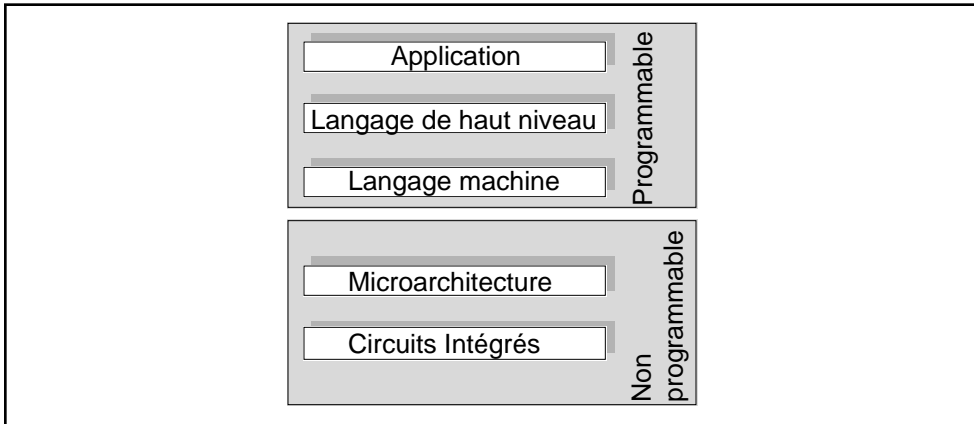 Application
Langage de haut niveau
Langage machine
Programmable
Microarchitecture
Circuits Intégrés
Non
programmable